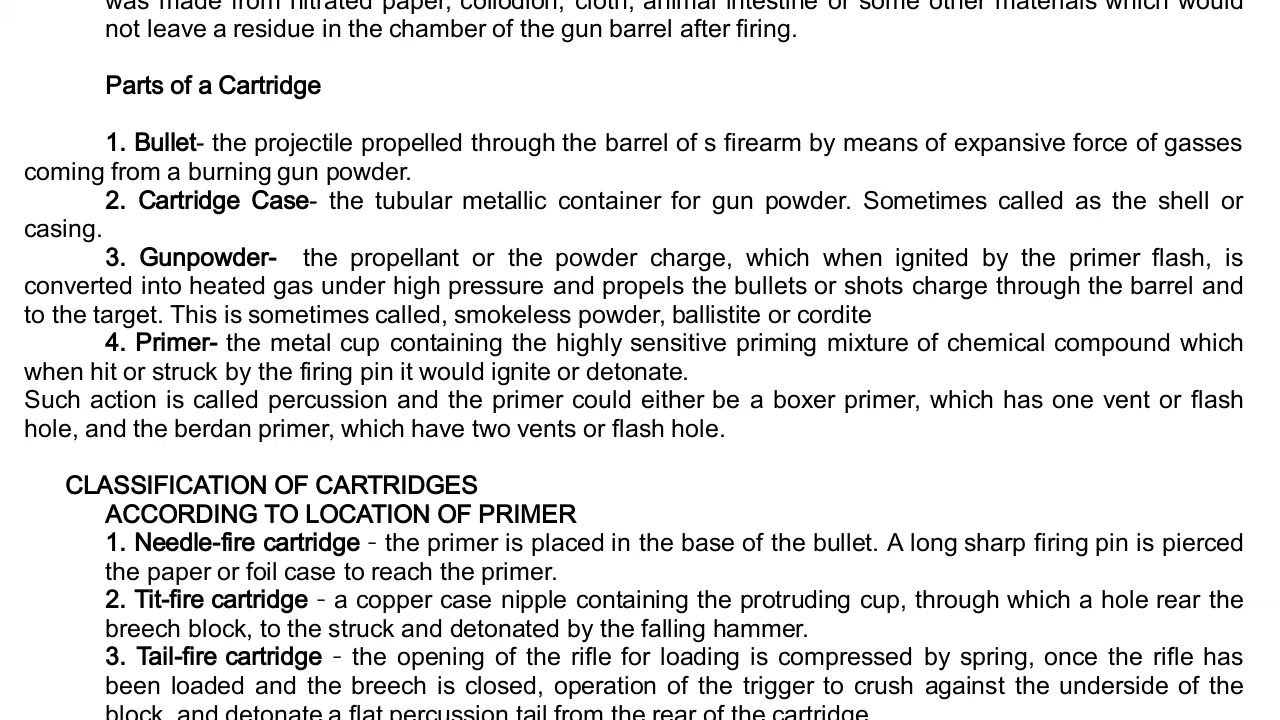 was made from nitrated paper, collodion, cloth, animal intestine or some other materials which would
not leave a residue in the chamber of the gun barrel after firing.
Parts of a Cartridge
1. Bullet- the projectile propelled through the barrel of s firearm by means of expansive force of gasses
coming from a burning gun powder.
2. Cartridge Case- the tubular metallic container for gun powder. Sometimes called as the shell or
casing.
3. Gunpowder- the propellant or the powder charge, which when ignited by the primer flash, is
converted into heated gas under high pressure and propels the bullets or shots charge through the barrel and
to the target. This is sometimes called, smokeless powder, ballistite or cordite
4. Primer- the metal cup containing the highly sensitive priming mixture of chemical compound which
when hit or struck by the firing pin it would ignite or detonate.
Such action is called percussion and the primer could either be a boxer primer, which has one vent or flash
hole, and the berdan primer, which have two vents or flash hole.
CLASSIFICATION OF CARTRIDGES
ACCORDING TO LOCATION OF PRIMER
1. Needle-fire cartridge - the primer is placed in the base of the bullet. A long sharp firing pin is pierced
the paper or foil case to reach the primer.
2. Tit-fire cartridge - a copper case nipple containing the protruding cup, through which a hole rear the
breech block, to the struck and detonated by the falling hammer.
3. Tail-fire cartridge - the opening of the rifle for loading is compressed by spring, once the rifle has
been loaded and the breech is closed, operation of the trigger to crush against the underside of the
block, and detonate a flat percussion tail from the rear of the cartridge.